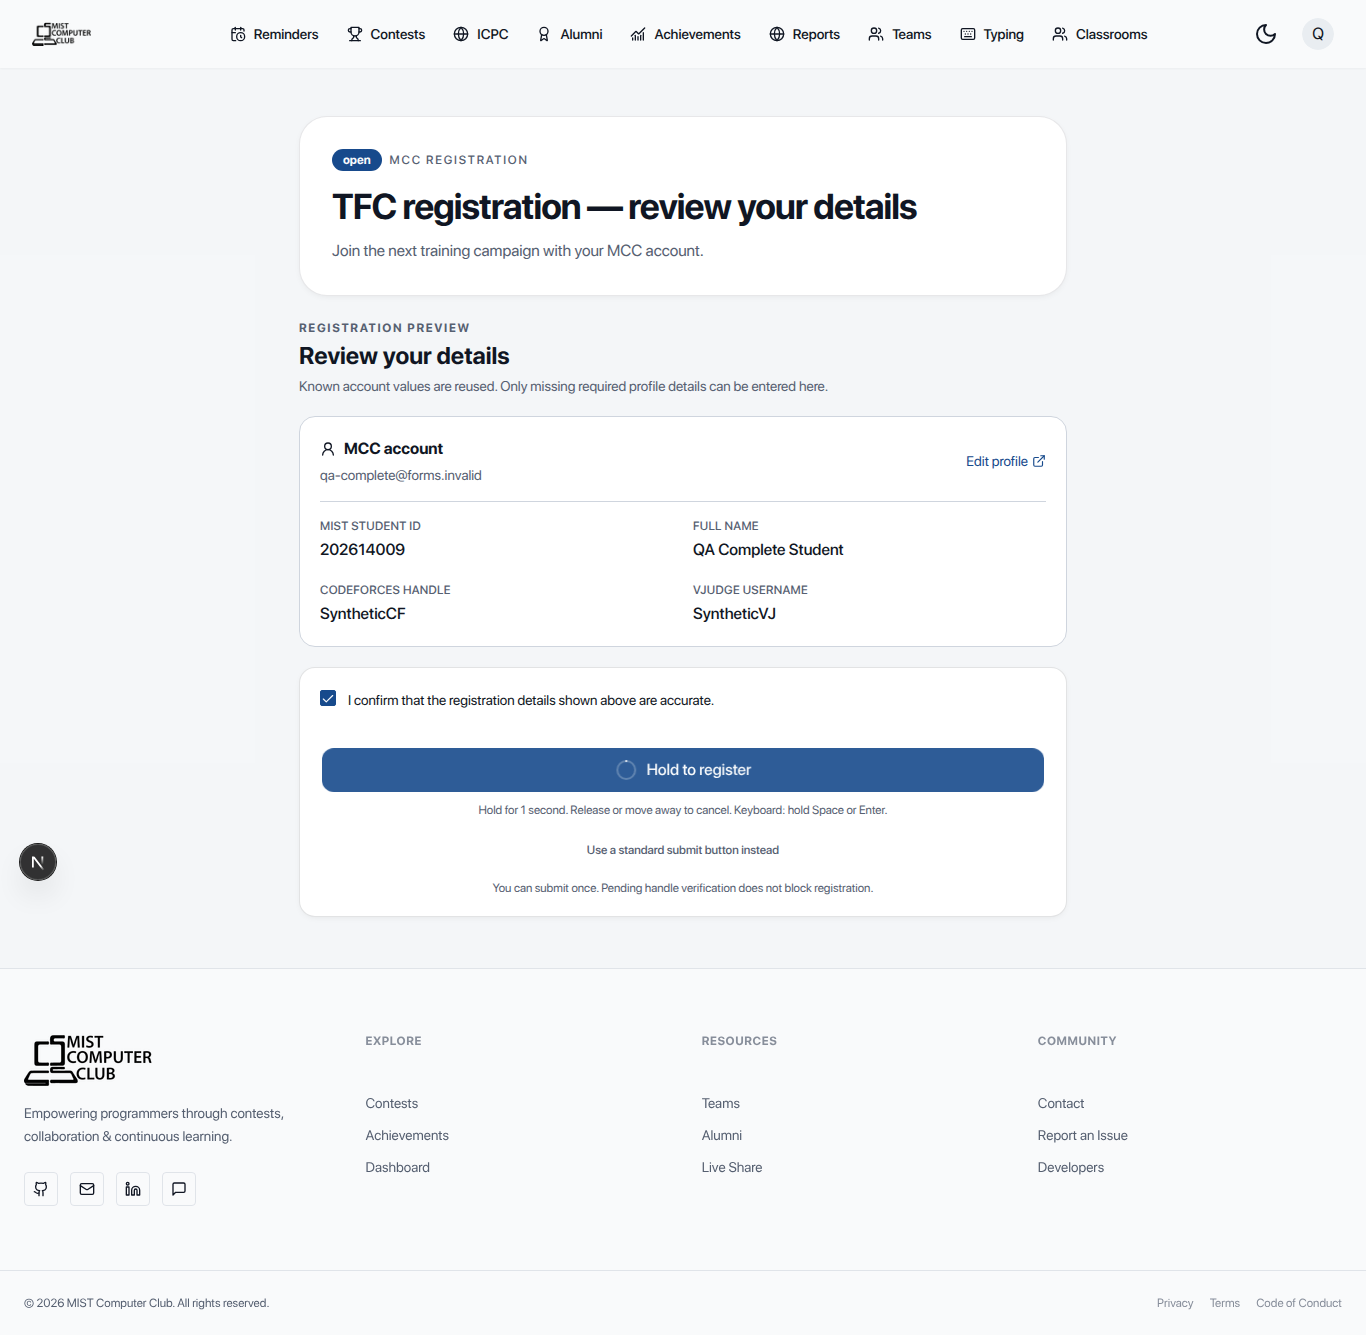 MIST
COMPUTER
CLUB
Reminders
Contests
ICPC
Alumni
Achievements
Reports
Teams
Typing
Classrooms
Q
open
MCC REGISTRATION
TFC registration — review your details
Join the next training campaign with your MCC account.
REGISTRATION PREVIEW
Review your details
Known account values are reused. Only missing required profile details can be entered here.
MCC account
qa-complete@forms.invalid
Edit profile
MIST STUDENT ID
202614009
FULL NAME
QA Complete Student
CODEFORCES HANDLE
SyntheticCF
VJUDGE USERNAME
SyntheticVJ
I confirm that the registration details shown above are accurate.
Hold to register
Hold for 1 second. Release or move away to cancel. Keyboard: hold Space or Enter.
Use a standard submit button instead
You can submit once. Pending handle verification does not block registration.
N
MIST
COMPUTER
CLUB
Empowering programmers through contests,
collaboration & continuous learning.
EXPLORE
Contests
Achievements
Dashboard
RESOURCES
Teams
Alumni
Live Share
COMMUNITY
Contact
Report an Issue
Developers
© 2026 MIST Computer Club. All rights reserved.
Privacy
Terms
Code of Conduct